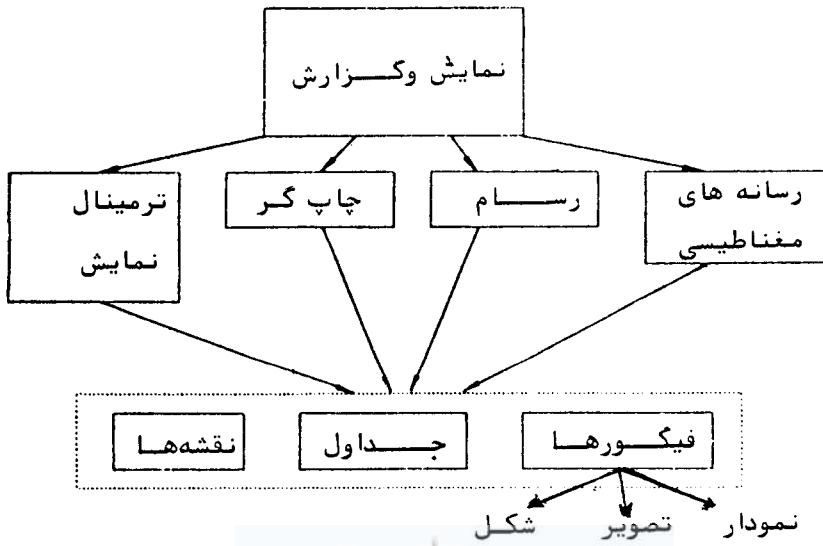 نمایش وگزارش
رسانه های
مغناطیسی
رسام
چاپ گر
ترمینال
نمایش
فیگورها
جداول
نقشه‌ها
نمودار
تصویر
شکل